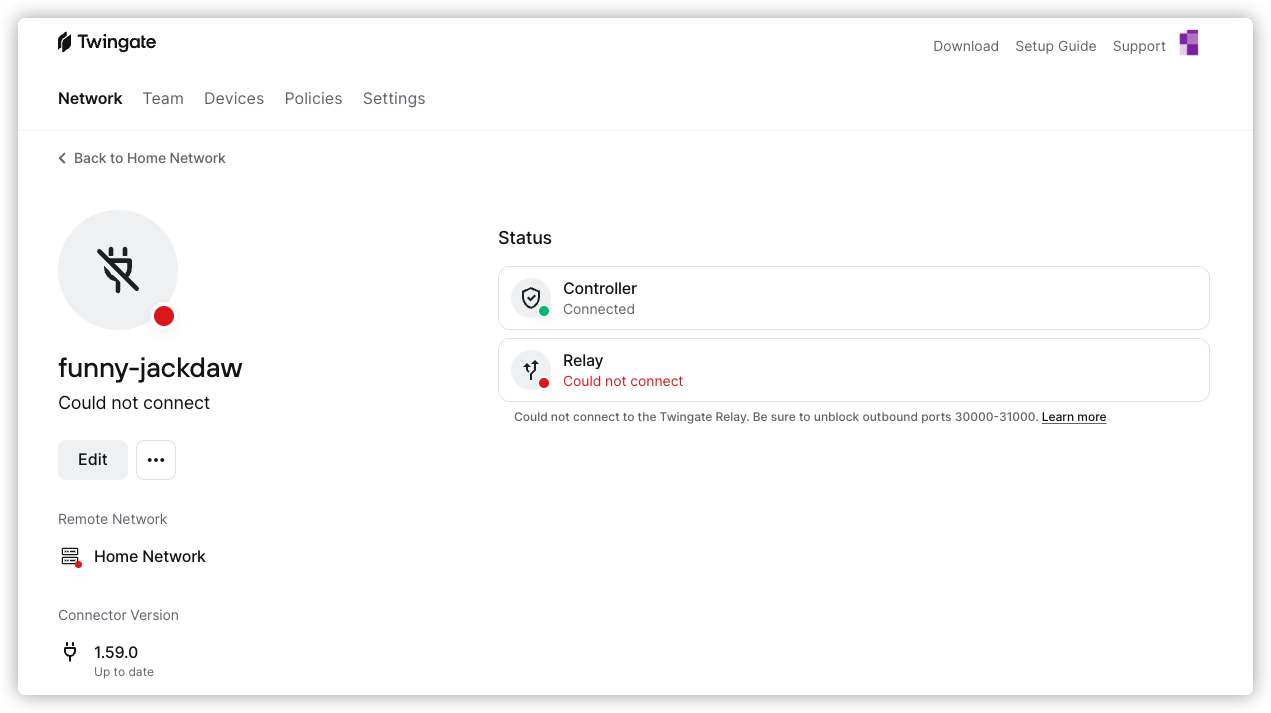 Twingate
Download Setup Guide Support
Network Team Devices Policies Settings
Back to Home Network
funny-jackdaw
Could not connect
Edit
Remote Network
Home Network
Connector Version
1.59.0
Up to date
Status
Controller
Connected
Relay
Could not connect
Could not connect to the Twingate Relay. Be sure to unblock outbound ports 30000-31000. Learn more